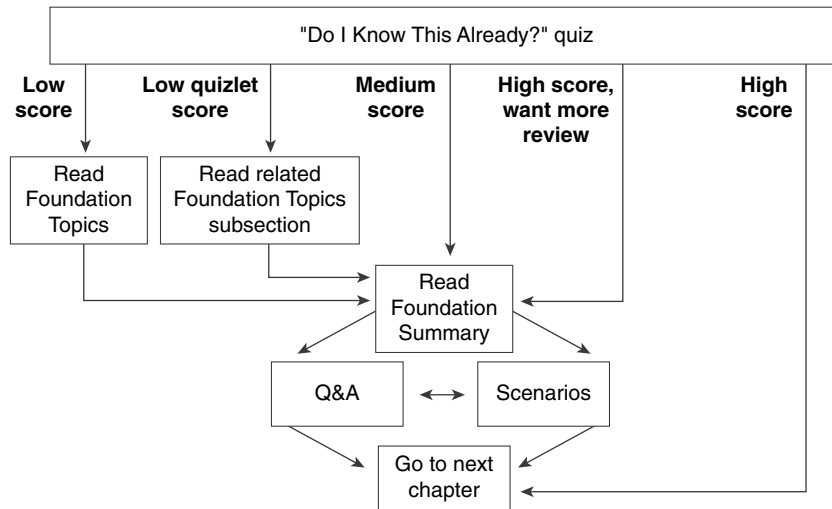 "Do I Know This Already?" quiz
Low
score
Low quizlet
score
Medium
score
High score,
want more
review
High
score
Read
Foundation
Topics
Read related
Foundation Topics
subsection
Read
Foundation
Summary
Q&A
Scenarios
Go to next
chapter